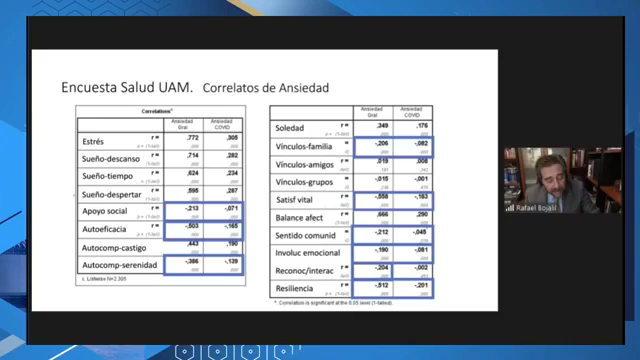 Encuesta Salud UAM. Correlatos de Ansiedad
Correlations
Ansiedad Gral Ansiedad COVID
Estrés r = ,772 ,305
Sueño-descanso r = ,714 ,282
Sueño-tiempo r = ,624 ,234
Sueño-despertar r = ,595 ,287
Apoyo social r = -,213 -,071
Autoeficacia r = -,503 -,165
Autocomp-castigo r = ,443 ,190
Autocomp-serenidad r = -,386 -,139
c. Listwise N=2.305
Ansiedad Gral Ansiedad COVID
Soledad r = ,349 ,176
Vínculos-familia = -,206 -,082
Vínculos-amigos r = ,019 ,008
Vínculos-grupos r = -,015 -,001
Satisf vital r = -,558 -,183
Balance afect r = ,666 ,290
Sentido comunid = -,212 -,045
Involuc emocional = -,190 -,081
Reconoc/interac r = -,204 -,002
Resiliencia r = -,512 -,201
*. Correlation is significant at the 0.05 level (1-tailed).
Rafael Bojalil